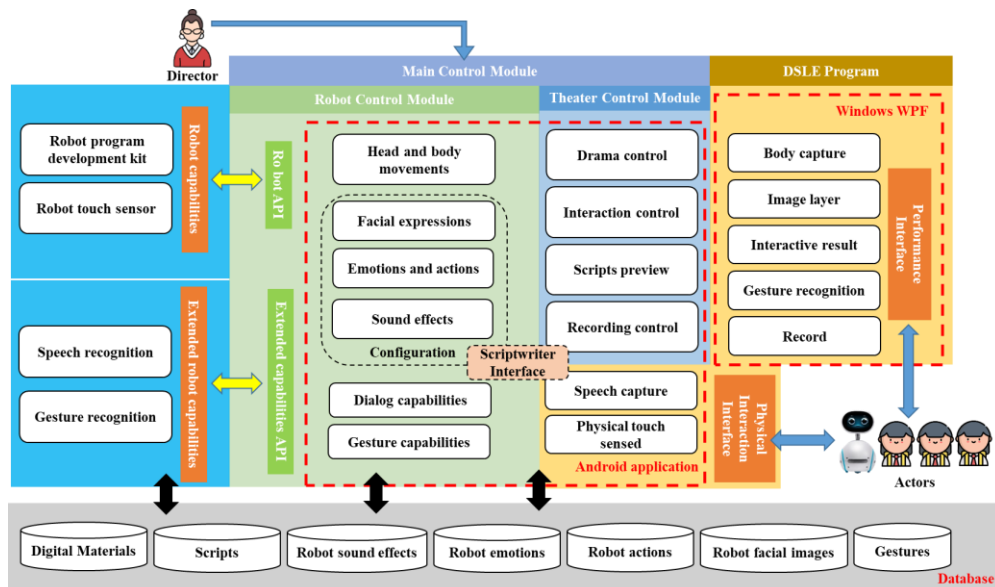 Director
Main Control Module
DSLE Program
Robot Control Module
Theater Control Module
Windows WPF
Robot program
development kit
Robot touch sensor
Robot capabilities
Ro bot API
Head and body
movements
Facial expressions
Emotions and actions
Sound effects
Configuration
Scriptwriter
Interface
Drama control
Interaction control
Scripts preview
Recording control
Body capture
Image layer
Interactive result
Gesture recognition
Record
Performance
Interface
Speech recognition
Gesture recognition
Extended robot capabilities
Extended capabilities API
Dialog capabilities
Gesture capabilities
Speech capture
Physical touch
sensed
Android application
Physical
Interaction
Interface
Actors
Digital Materials
Scripts
Robot sound effects
Robot emotions
Robot actions
Robot facial images
Gestures
Database